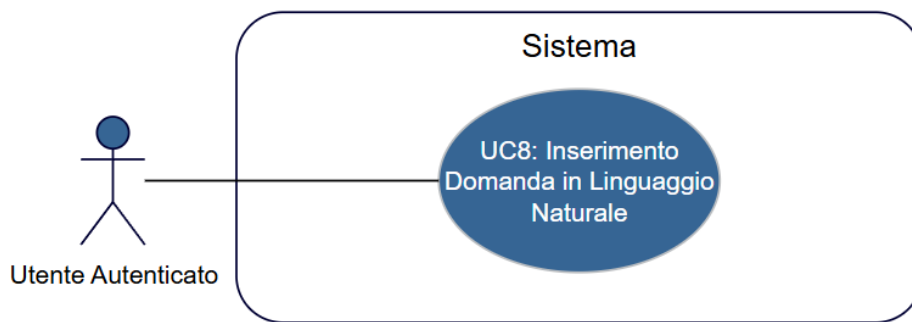 Sistema
UC8: Inserimento
Domanda in Linguaggio
Naturale
Utente Autenticato